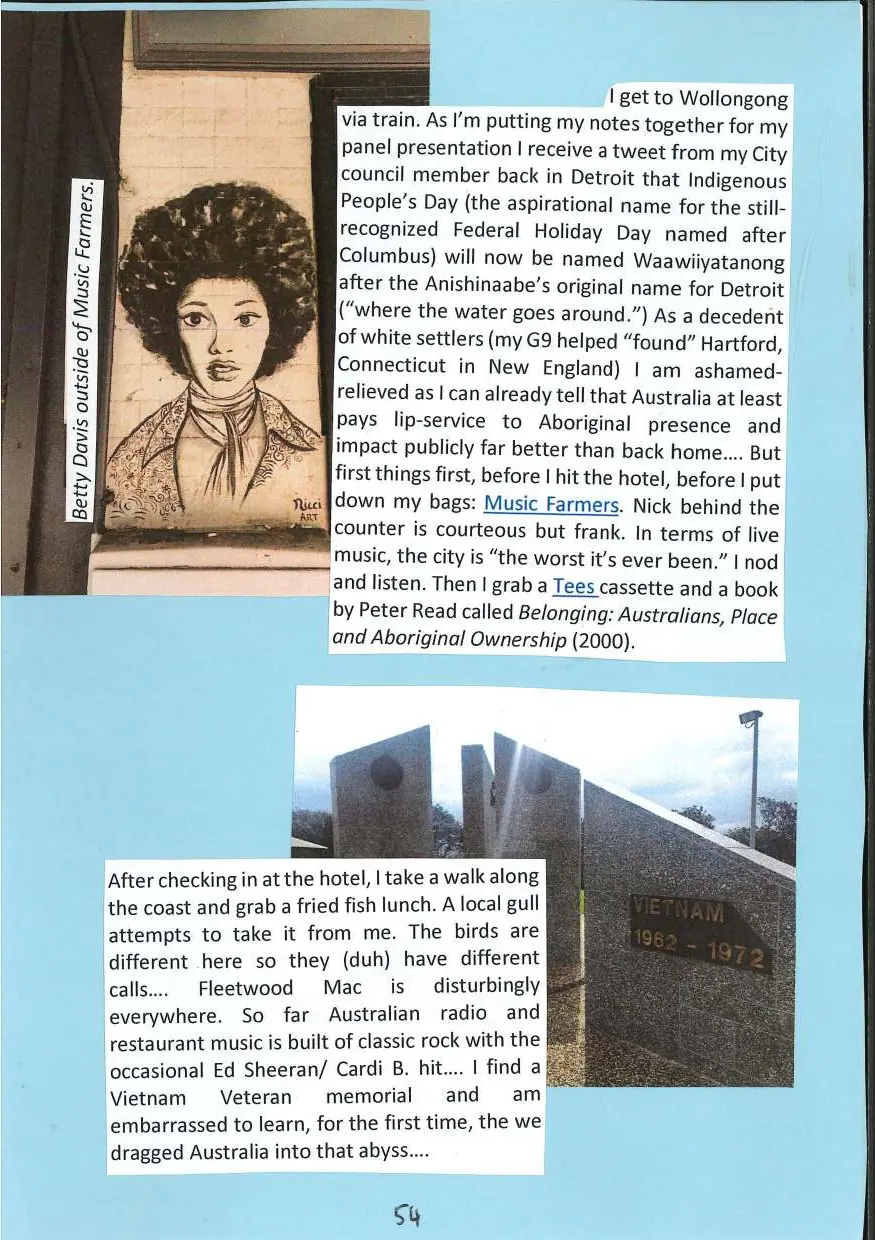 Betty Davis outside of Music Farmers.
Nicci
ART
I get to Wollongong
via train. As I'm putting my notes together for my
panel presentation I receive a tweet from my City
council member back in Detroit that Indigenous
People's Day (the aspirational name for the still-
recognized Federal Holiday Day named after
Columbus) will now be named Waawiiyatanong
after the Anishinaabe's original name for Detroit
("where the water goes around.") As a decedent
of white settlers (my G9 helped "found" Hartford,
Connecticut in New England) I am ashamed-
relieved as I can already tell that Australia at least
pays lip-service to Aboriginal presence and
impact publicly far better than back home.... But
first things first, before I hit the hotel, before I put
down my bags: Music Farmers. Nick behind the
counter is courteous but frank. In terms of live
music, the city is "the worst it's ever been." I nod
and listen. Then I grab a Tees cassette and a book
by Peter Read called Belonging: Australians, Place
and Aboriginal Ownership (2000).
VIETNAM
1962 - 1972
After checking in at the hotel, I take a walk along
the coast and grab a fried fish lunch. A local gull
attempts to take it from me. The birds are
different here so they (duh) have different
calls.... Fleetwood Mac is disturbingly
everywhere. So far Australian radio and
restaurant music is built of classic rock with the
occasional Ed Sheeran/ Cardi B. hit.... I find a
Vietnam Veteran memorial and am
embarrassed to learn, for the first time, the we
dragged Australia into that abyss....
54